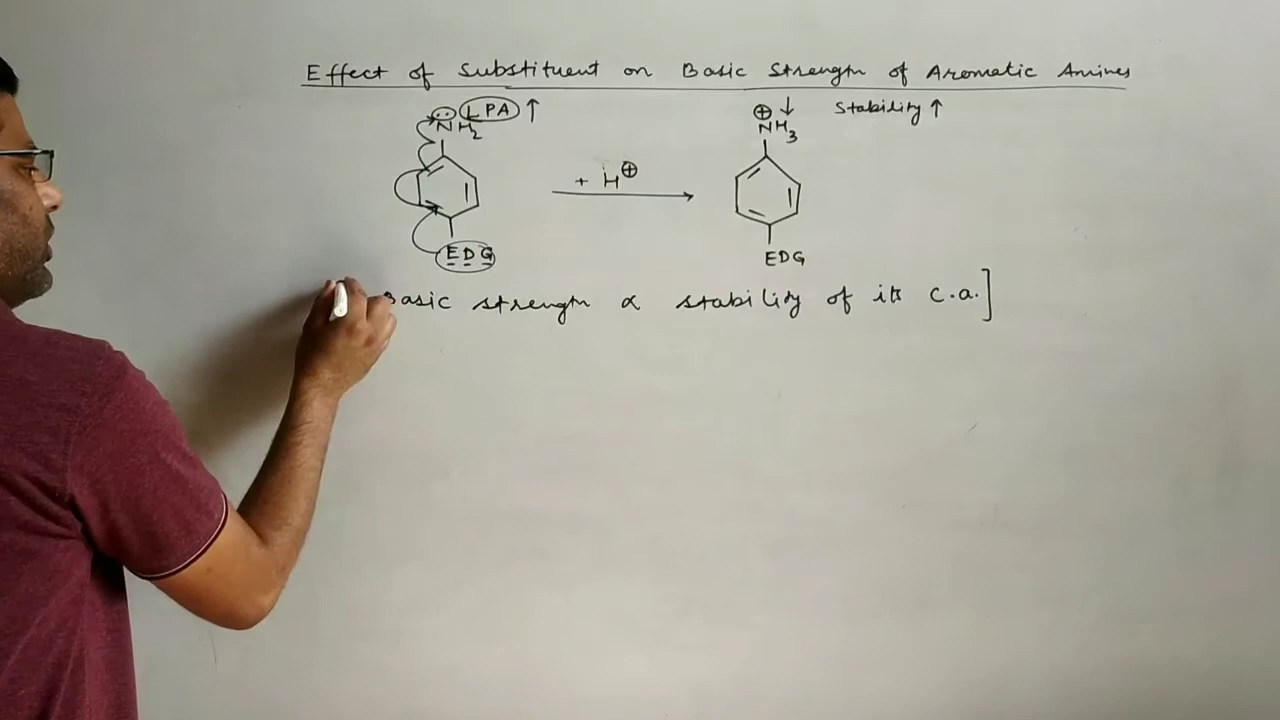 Effect of Substituent on Basic Strength of Aromatic Amines
NH2 LPA ↑
⊕ ↓ Stability ↑
NH3
+ H⊕
EDG
EDG
Basic strength ∝ stability of its c.a.]